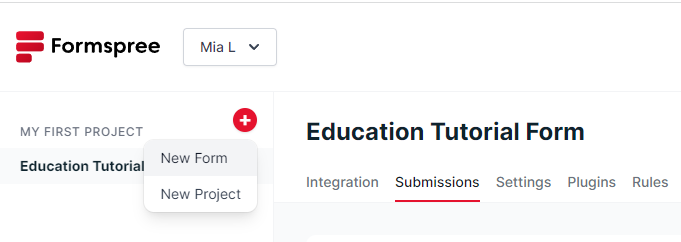 Formspree
Mia L
MY FIRST PROJECT
Education Tutorial
New Form
New Project
Education Tutorial Form
Integration Submissions Settings Plugins Rules